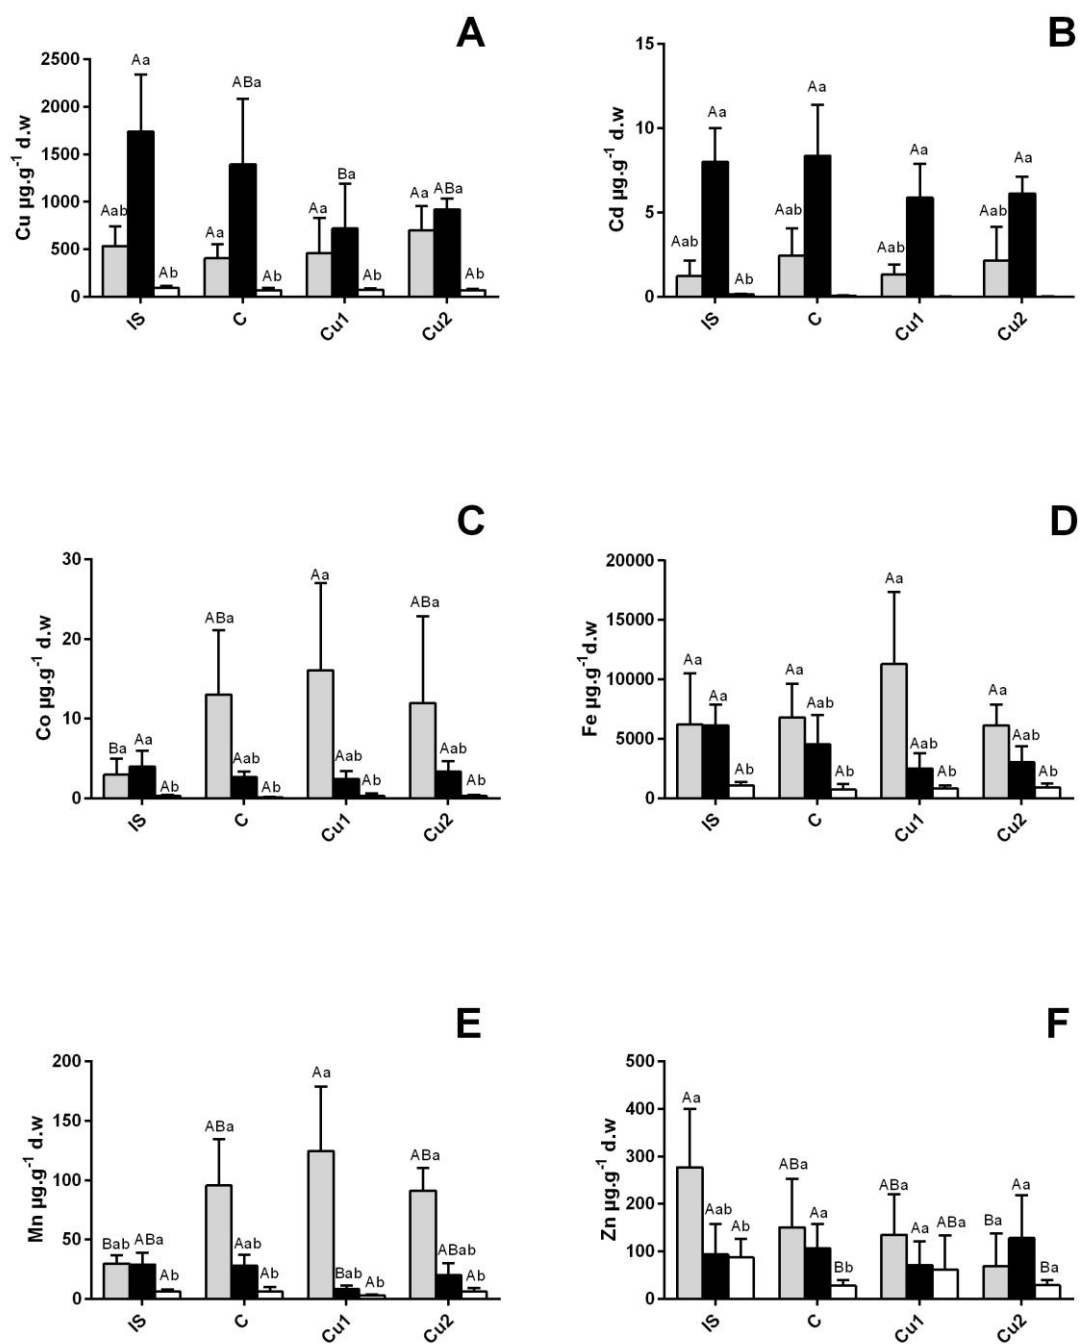 A
Cu µg.g-1 d.w
2500
2000
1500
1000
500
0
Aa
ABa
Aab
Aa
Ba
Aa
Aa
ABa
Ab
Ab
Ab
Ab
IS
C
Cu1
Cu2
B
Cd µg.g-1 d.w
15
10
5
0
Aa
Aa
Aa
Aa
Aab
Aab
Aab
Aab
Ab
IS
C
Cu1
Cu2
C
Co µg.g-1 d.w
30
20
10
0
Ba
Aa
Ab
ABa
Aab
Ab
Aa
Aab
Ab
ABa
Aab
Ab
IS
C
Cu1
Cu2
D
Fe µg.g-1d.w
20000
15000
10000
5000
0
Aa
Aa
Ab
Aa
Aab
Ab
Aa
Aab
Ab
Aa
Aab
Ab
IS
C
Cu1
Cu2
E
Mn µg.g-1 d.w
200
150
100
50
0
Bab
ABa
Ab
ABa
Aab
Ab
Aa
Bab
Ab
ABa
ABab
Ab
IS
C
Cu1
Cu2
F
Zn µg.g-1 d.w
500
400
300
200
100
0
Aa
Aab
Ab
ABa
Aa
Bb
ABa
Aa
ABa
Ba
Aa
Ba
IS
C
Cu1
Cu2